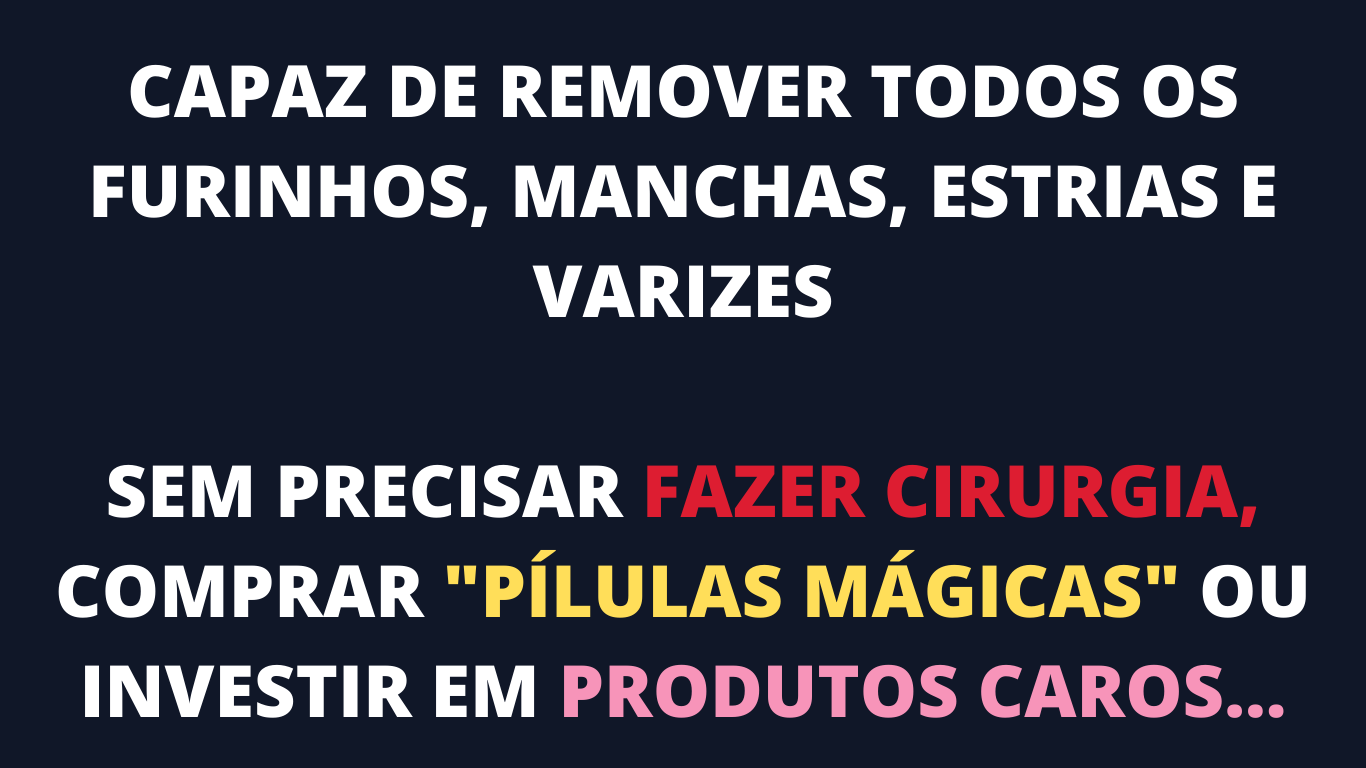 CAPAZ DE REMOVER TODOS OS
FURINHOS, MANCHAS, ESTRIAS E
VARIZES
SEM PRECISAR FAZER CIRURGIA,
COMPRAR "PÍLULAS MÁGICAS" OU
INVESTIR EM PRODUTOS CAROS...